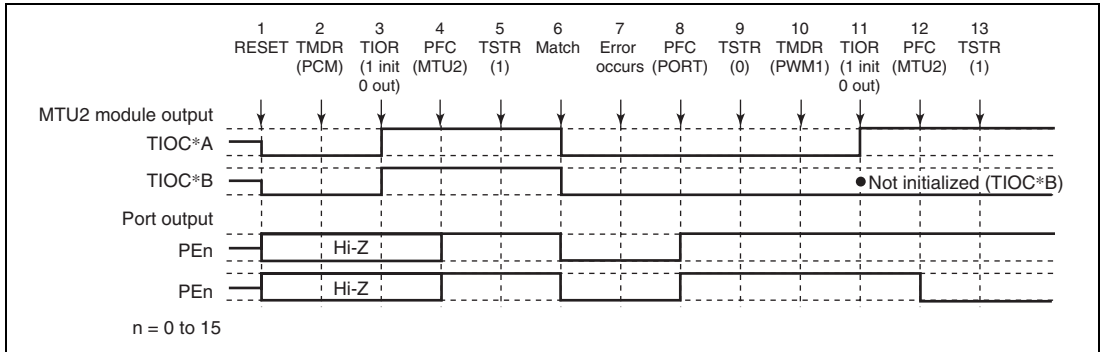 1 2 3 4 5 6 7 8 9 10 11 12 13
RESET TMDR TIOR PFC TSTR Match Error PFC TSTR TMDR TIOR PFC TSTR
(PCM) (1 init (MTU2) (1) occurs (PORT) (0) (PWM1) (1 init (MTU2) (1)
0 out) 0 out)
MTU2 module output
TIOC*A
TIOC*B
●Not initialized (TIOC*B)
Port output
PEn
Hi-Z
PEn
Hi-Z
n = 0 to 15